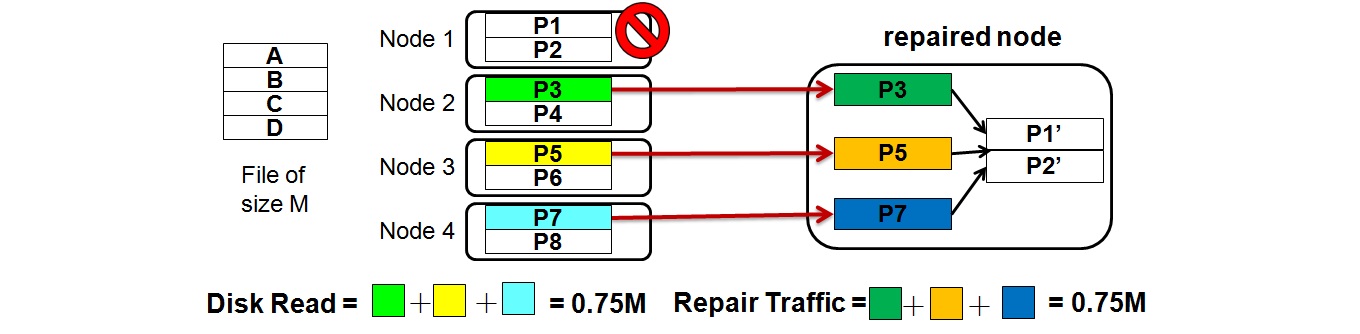 A
B
C
D
File of
size M
Node 1
P1
P2
Node 2
P3
P4
Node 3
P5
P6
Node 4
P7
P8
repaired node
P3
P5
P7
P1’
P2’
Disk Read = + + = 0.75M
Repair Traffic = + + = 0.75M